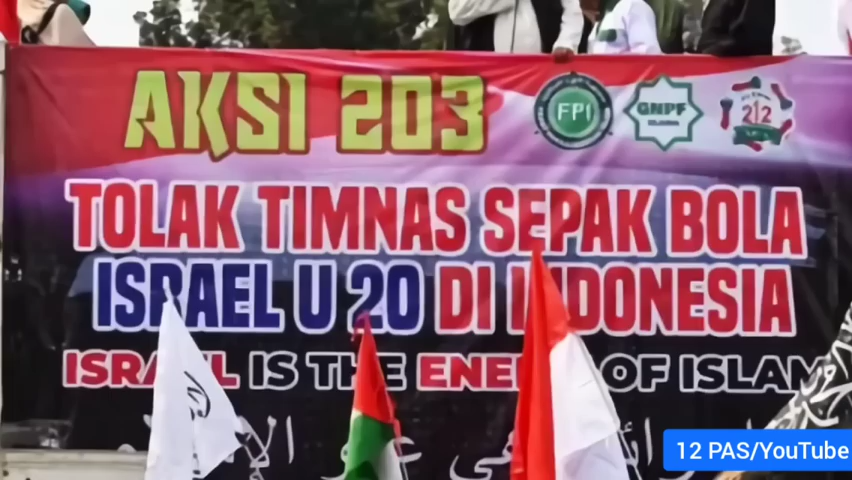 AKSI 203
FPI
GNPF
212
TOLAK TIMNAS SEPAK BOLA
ISRAEL U 20 DI INDONESIA
ISRAEL IS THE OF ISLAM
12 PAS/YouTube